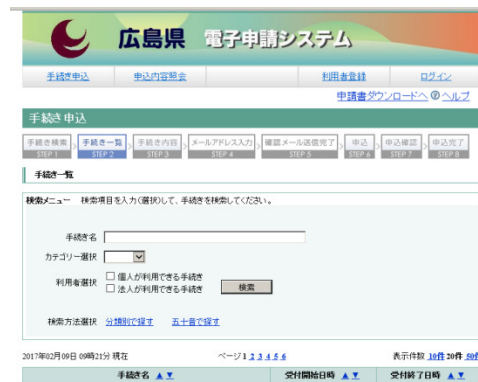 広島県 電子申請システム
手続き申込 申込内容照会 利用者登録 ログイン
申請書ダウンロードへ ヘルプ
手続き申込
手続き検索 手続き一覧 手続き内容 メールアドレス入力 確認メール送信完了 申込 申込確認 申込完了
STEP 1 STEP 2 STEP 3 STEP 4 STEP 5 STEP 6 STEP 7 STEP 8
手続き一覧
検索メニュー 検索項目を入力(選択)して、手続きを検索してください。
手続き名
カテゴリー選択
利用者選択 個人が利用できる手続き
法人が利用できる手続き 検索
検索方法選択 分類別で探す 五十音で探す
2017年02月09日 09時21分 現在 ページ 1 2 3 4 5 6 表示件数 10件 20件 50件
手続き名 ▲ ▼ 受付開始日時 ▲ ▼ 受付終了日時 ▲ ▼